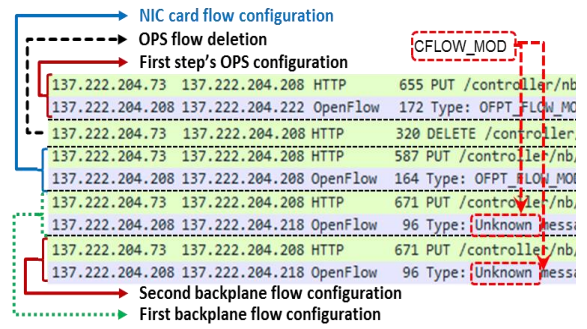 NIC card flow configuration
OPS flow deletion
CFLOW_MOD
First step's OPS configuration
137.222.204.73 137.222.204.208 HTTP 655 PUT /controller/nb
137.222.204.208 137.222.204.222 OpenFlow 172 Type: OFPT_FLOW_MO
137.222.204.73 137.222.204.208 HTTP 320 DELETE /controller/
137.222.204.73 137.222.204.208 HTTP 587 PUT /controller/nb/
137.222.204.208 137.222.204.208 OpenFlow 164 Type: OFPT_FLOW_MOD
137.222.204.73 137.222.204.208 HTTP 671 PUT /controller/nb/
137.222.204.208 137.222.204.218 OpenFlow 96 Type: Unknown messa
137.222.204.73 137.222.204.208 HTTP 671 PUT /controller/nb/
137.222.204.208 137.222.204.218 OpenFlow 96 Type: Unknown messa
Second backplane flow configuration
First backplane flow configuration